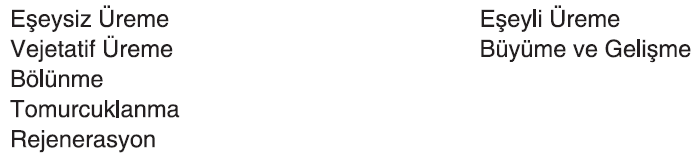 Eşeysiz Üreme
Vejetatif Üreme
Bölünme
Tomurcuklanma
Rejenerasyon
Eşeyli Üreme
Büyüme ve Gelişme